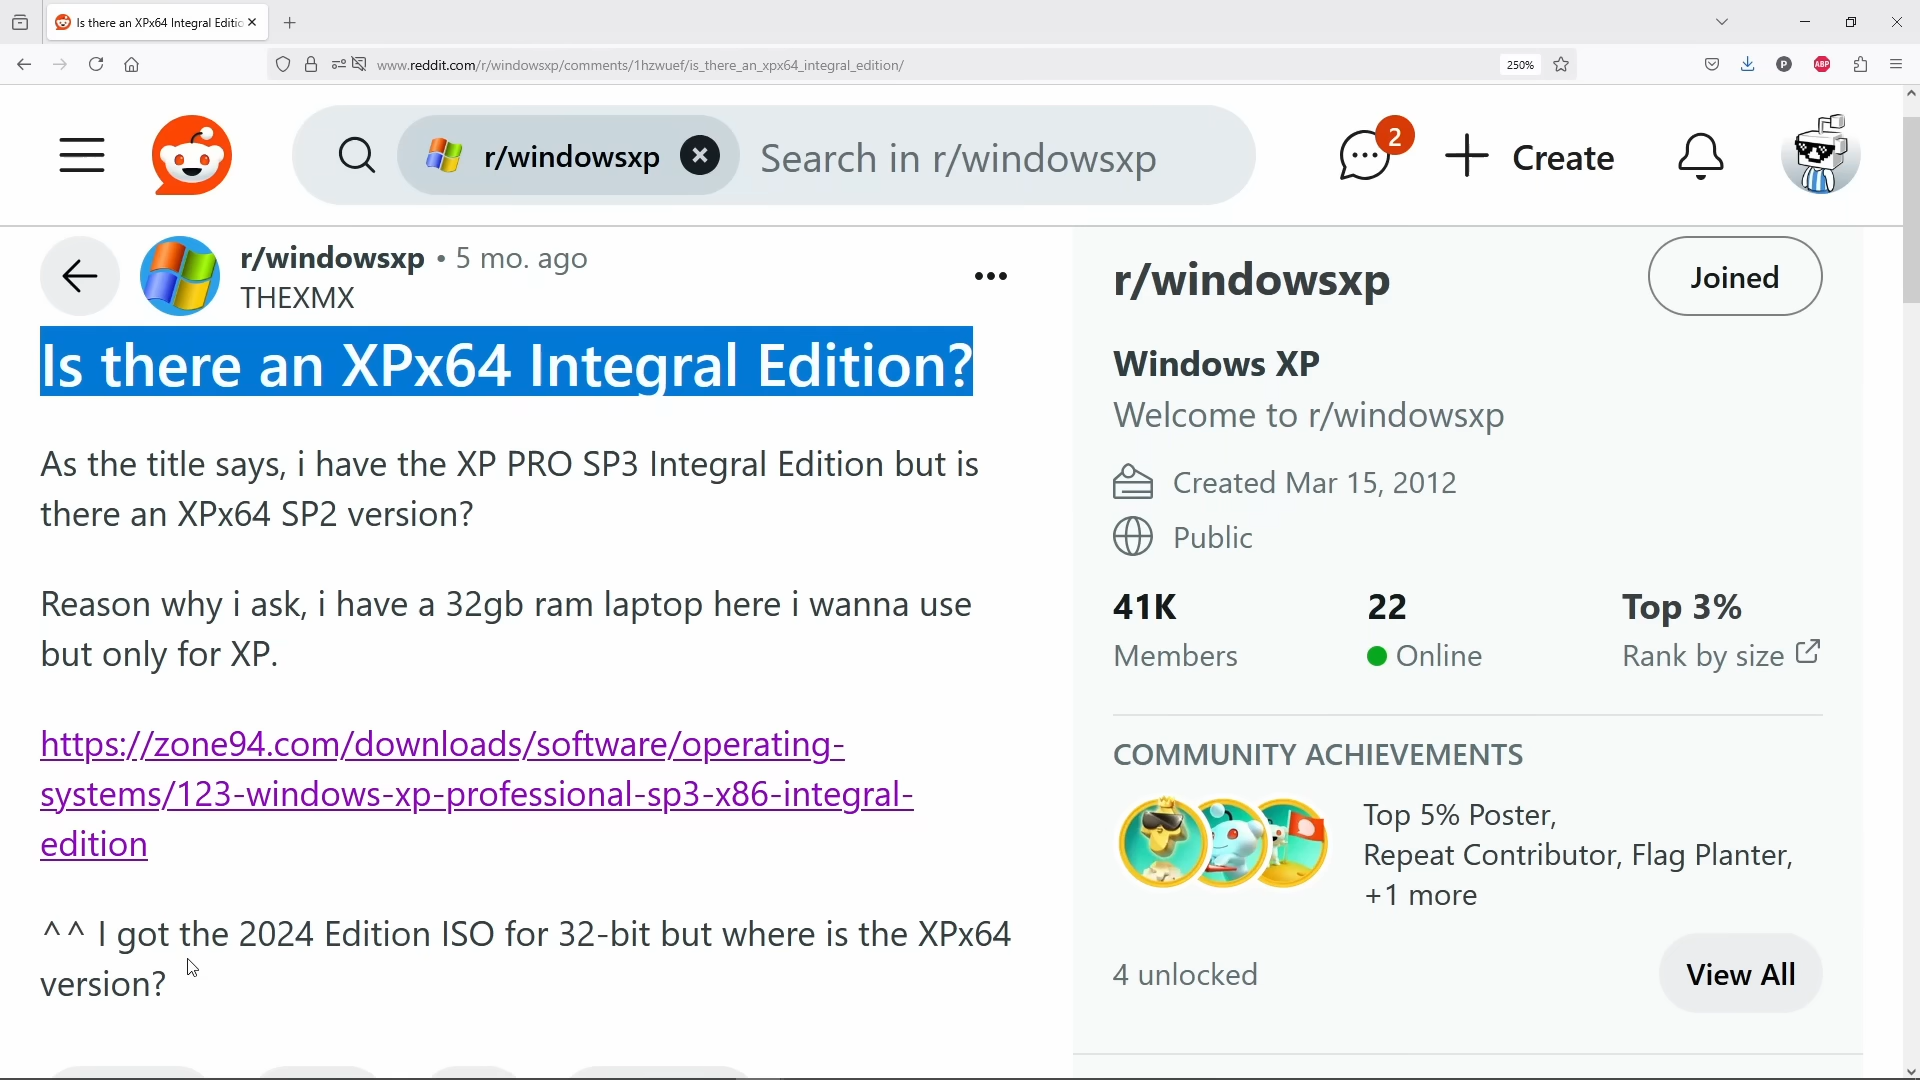 Is there an XPx64 Integral Editio
www.reddit.com/r/windowsxp/comments/1hzwuef/is_there_an_xpx64_integral_edition/
250%
P
ABP
r/windowsxp
Search in r/windowsxp
2
Create
r/windowsxp • 5 mo. ago
THEXMX
Is there an XPx64 Integral Edition?
As the title says, i have the XP PRO SP3 Integral Edition but is
there an XPx64 SP2 version?
Reason why i ask, i have a 32gb ram laptop here i wanna use
but only for XP.
https://zone94.com/downloads/software/operating-
systems/123-windows-xp-professional-sp3-x86-integral-
edition
^^ I got the 2024 Edition ISO for 32-bit but where is the XPx64
version?
r/windowsxp
Joined
Windows XP
Welcome to r/windowsxp
Created Mar 15, 2012
Public
41K
22
Top 3%
Members
Online
Rank by size
COMMUNITY ACHIEVEMENTS
Top 5% Poster,
Repeat Contributor, Flag Planter,
+1 more
4 unlocked
View All